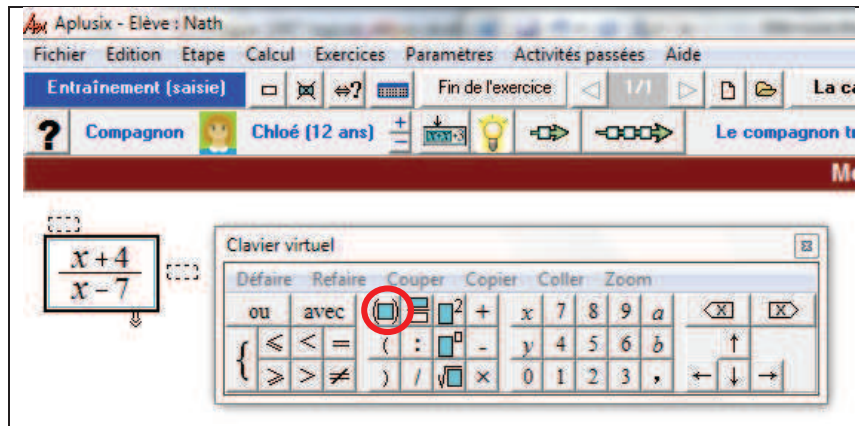 Aplusix - Elève : Nath
Fichier Edition Etape Calcul Exercices Paramètres Activités passées Aide
Entraînement (saisie) ⇔? Fin de l'exercice 1/1 La ca
? Compagnon Chloé (12 ans) + − Le compagnon tr
Mo
x + 4
x − 7
Clavier virtuel
Défaire Refaire Couper Copier Coller Zoom
ou avec (□) □² + x 7 8 9 a
{ ⩽ < = ( : - y 4 5 6 b ↑
⩾ > ≠ ) / √□ × 0 1 2 3 , ← ↓ →